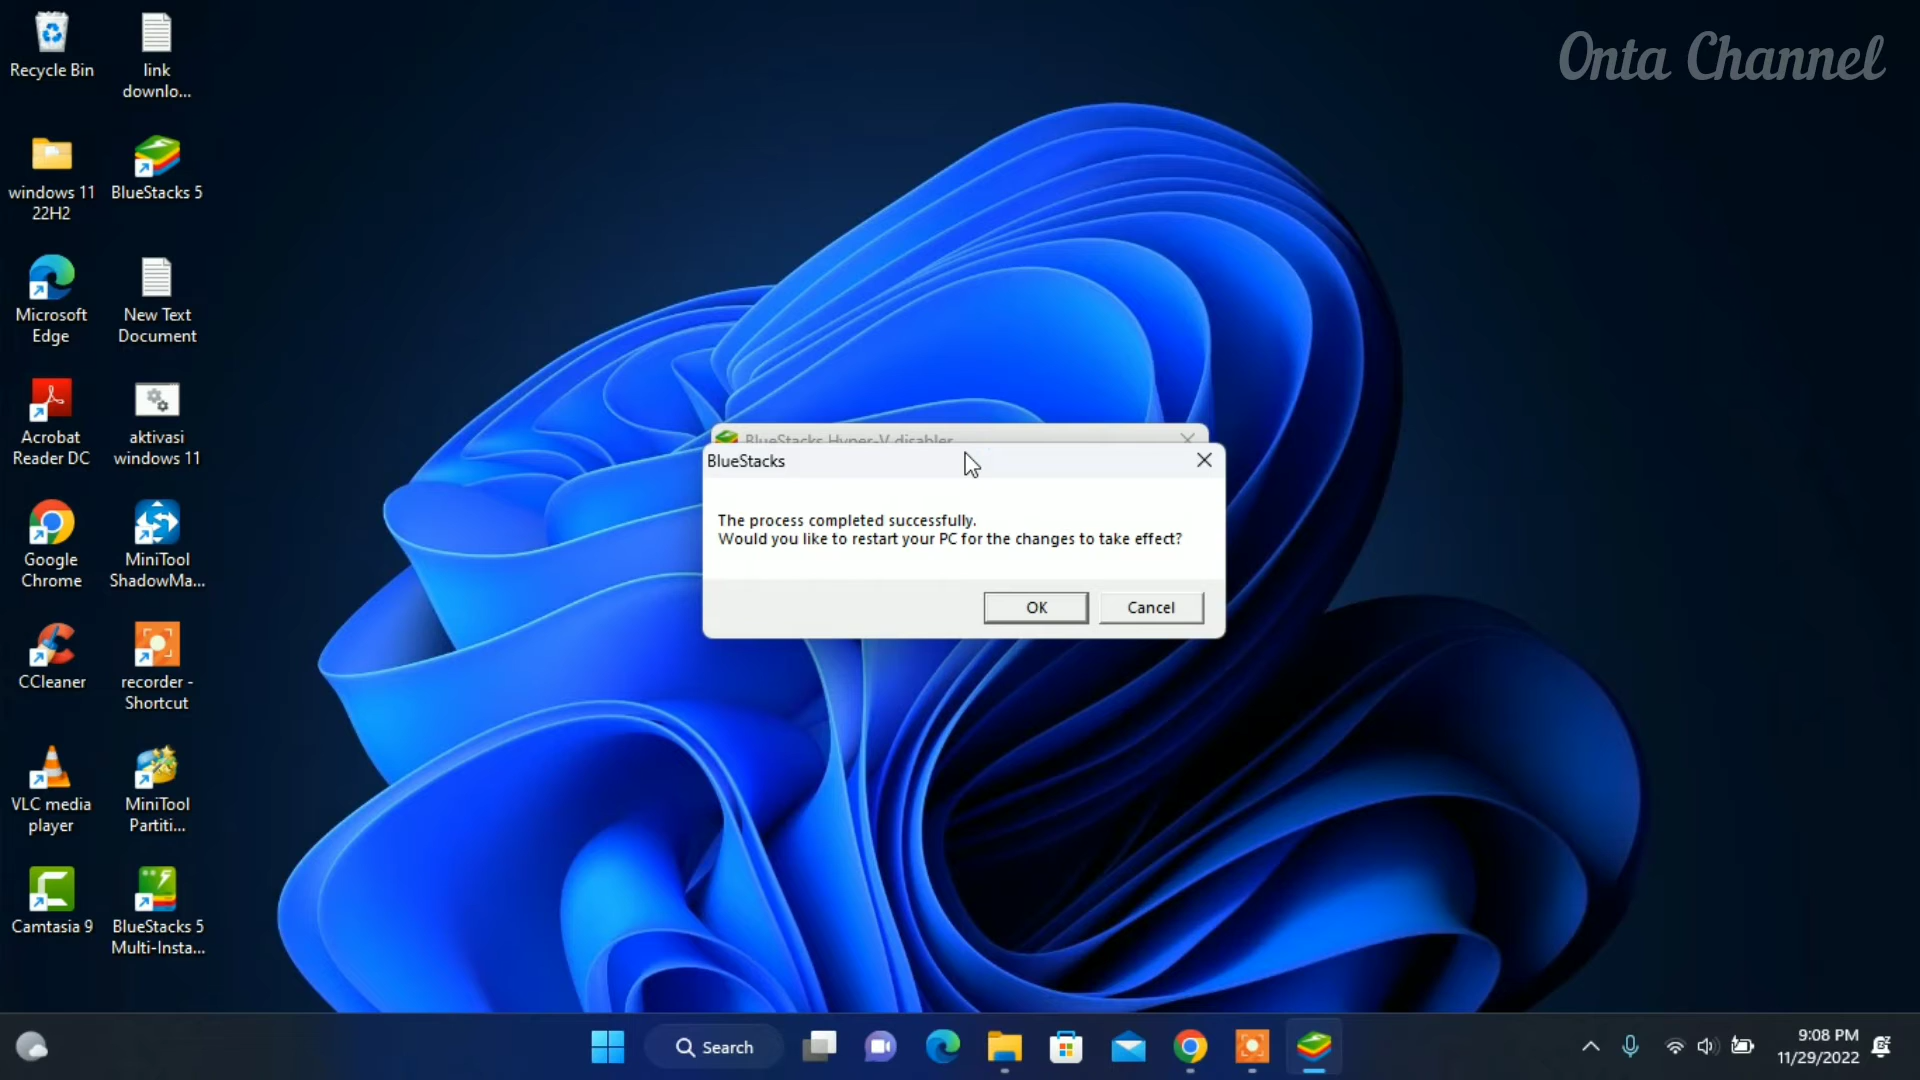 Onta Channel
Recycle Bin
link
downlo...
windows 11
22H2
BlueStacks 5
Microsoft
Edge
New Text
Document
Acrobat
Reader DC
aktivasi
windows 11
Google
Chrome
MiniTool
ShadowMa...
CCleaner
recorder -
Shortcut
VLC media
player
MiniTool
Partiti...
Camtasia 9
BlueStacks 5
Multi-Insta...
BlueStacks Hyper-V disabler
BlueStacks
The process completed successfully.
Would you like to restart your PC for the changes to take effect?
OK
Cancel
Search
9:08 PM
11/29/2022